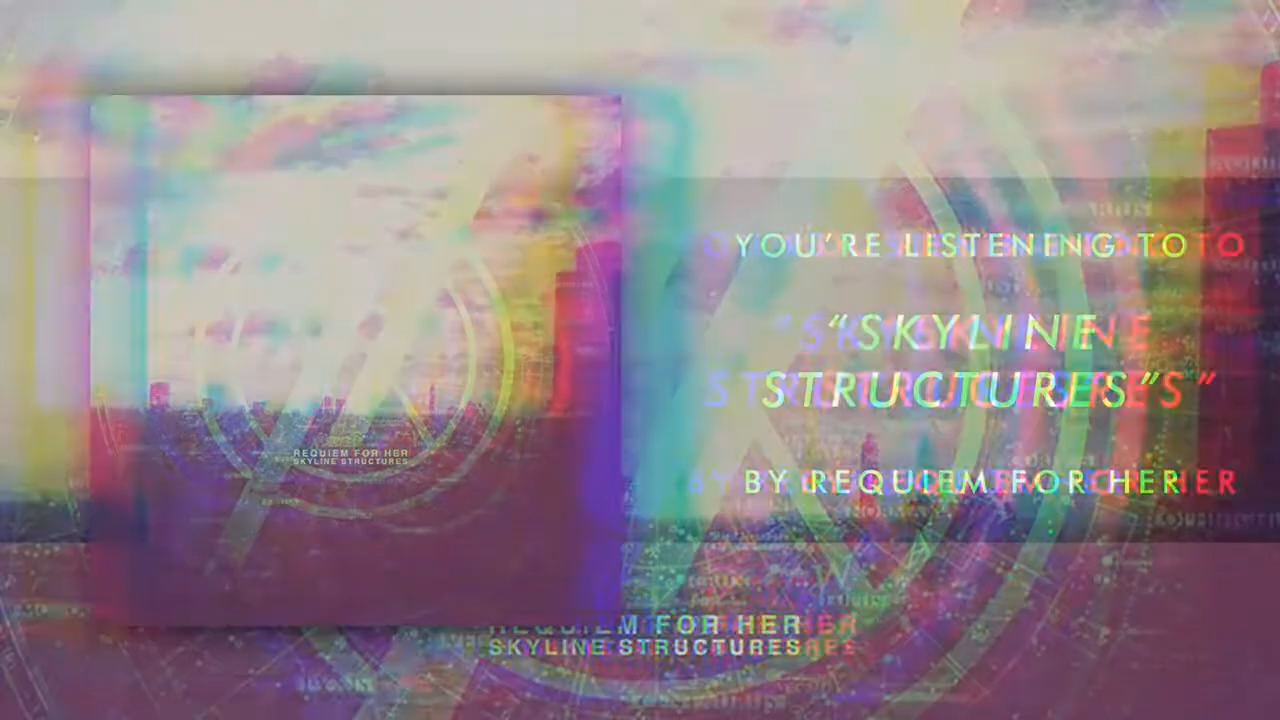 YOU'RE LISTENING TO
“SKYLINE
STRUCTURES”
BY REQUIEM FOR HER
REQUIEM FOR HER
SKYLINE STRUCTURES
REQUIEM FOR HER
SKYLINE STRUCTURES